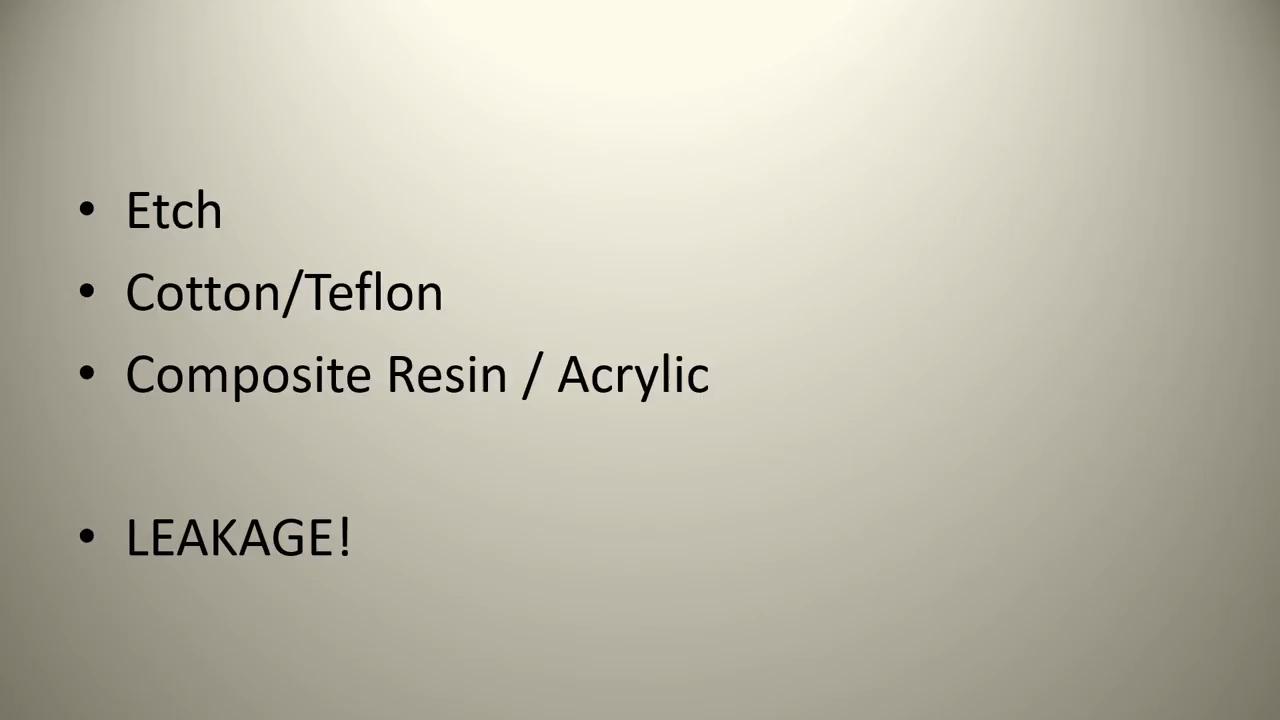 • Etch
• Cotton/Teflon
• Composite Resin / Acrylic
• LEAKAGE!